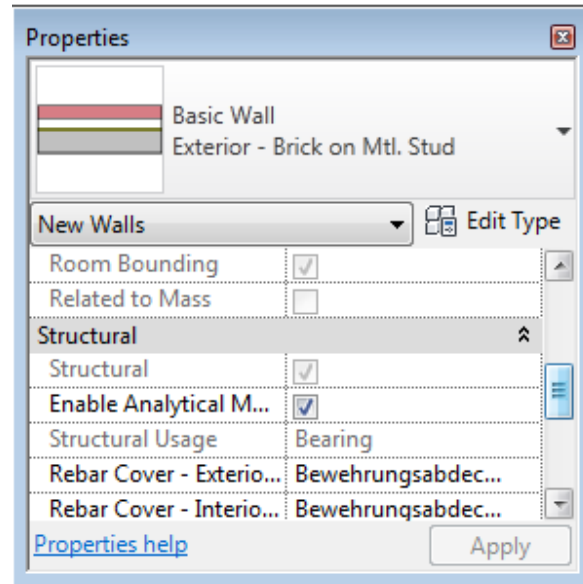 Properties
Basic Wall
Exterior - Brick on Mtl. Stud
New Walls Edit Type
Room Bounding
Related to Mass
Structural
Structural
Enable Analytical M...
Structural Usage Bearing
Rebar Cover - Exterio... Bewehrungsabdec...
Rebar Cover - Interio... Bewehrungsabdec...
Properties help Apply